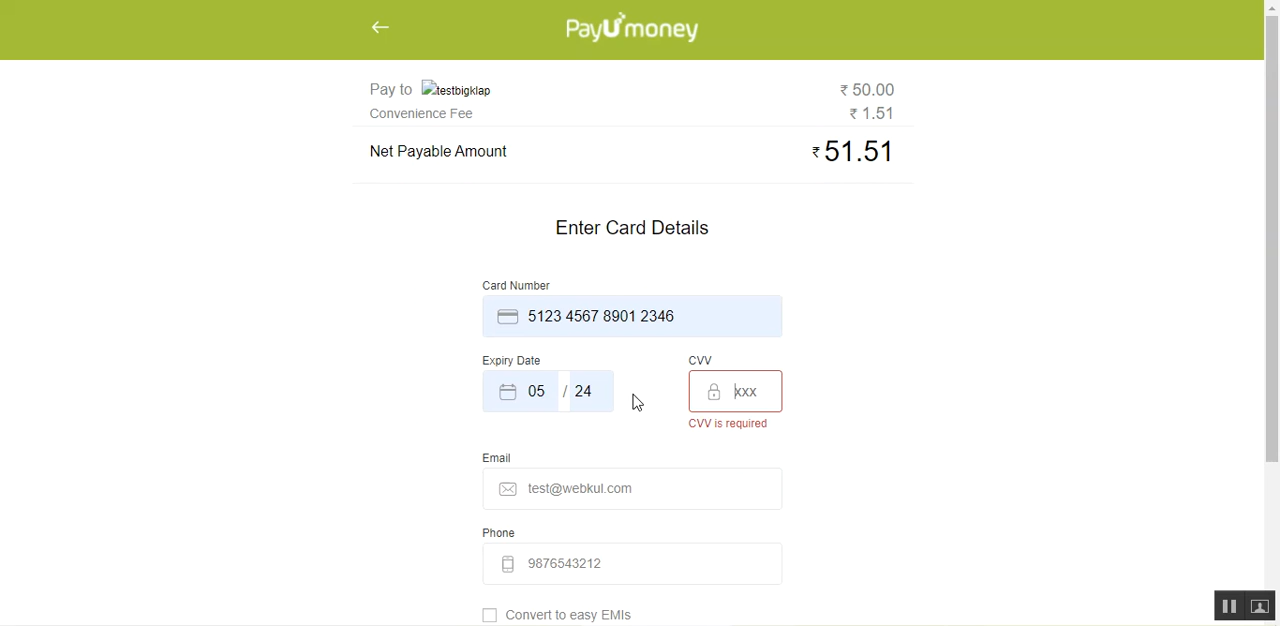 PayUmoney
Pay to testbigklap ₹ 50.00
Convenience Fee ₹ 1.51
Net Payable Amount ₹ 51.51
Enter Card Details
Card Number
5123 4567 8901 2346
Expiry Date CVV
05 / 24 xxx
CVV is required
Email
test@webkul.com
Phone
9876543212
Convert to easy EMIs